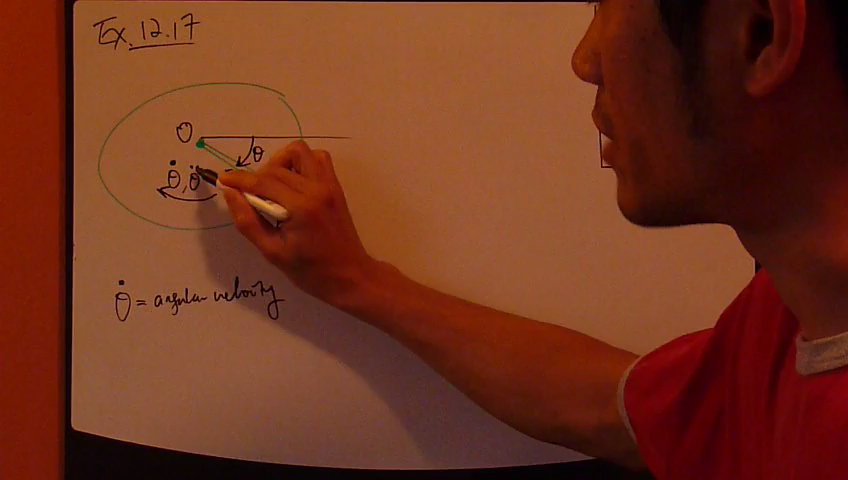 Ex. 12.17
O
θ
θ̇, θ̈
θ̇ = angular velocity